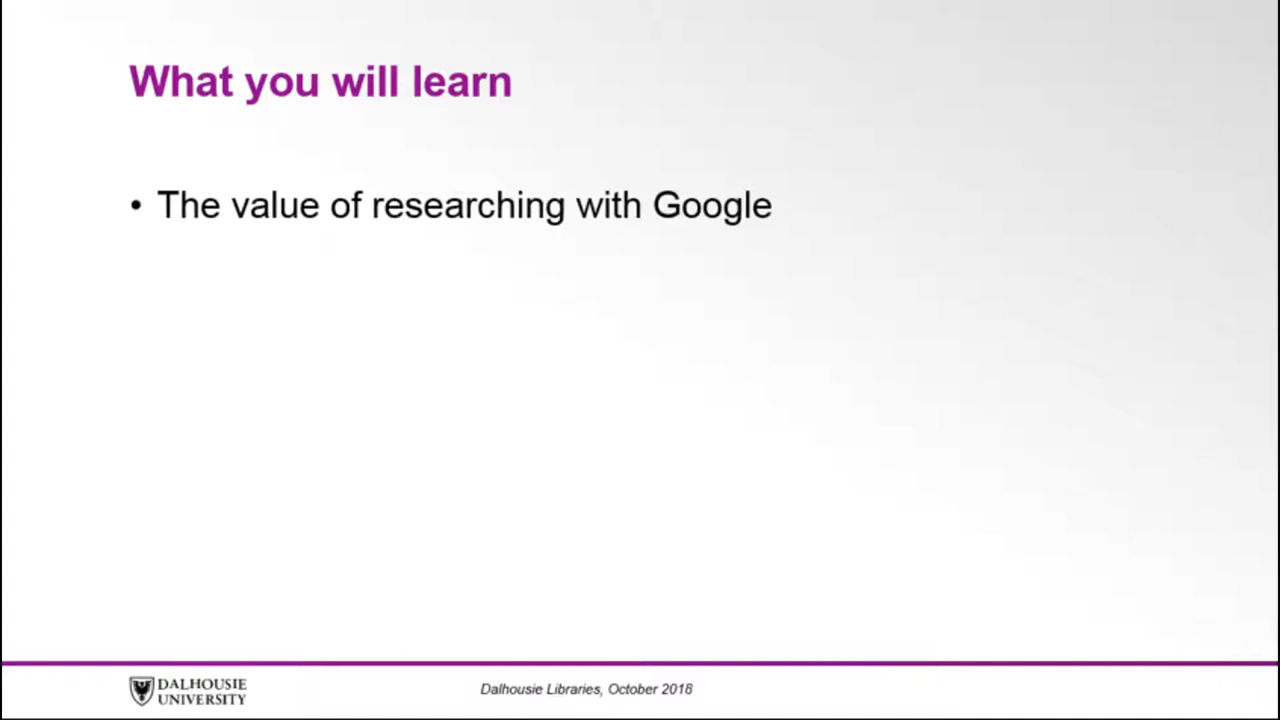 What you will learn
• The value of researching with Google
DALHOUSIE
UNIVERSITY
Dalhousie Libraries, October 2018